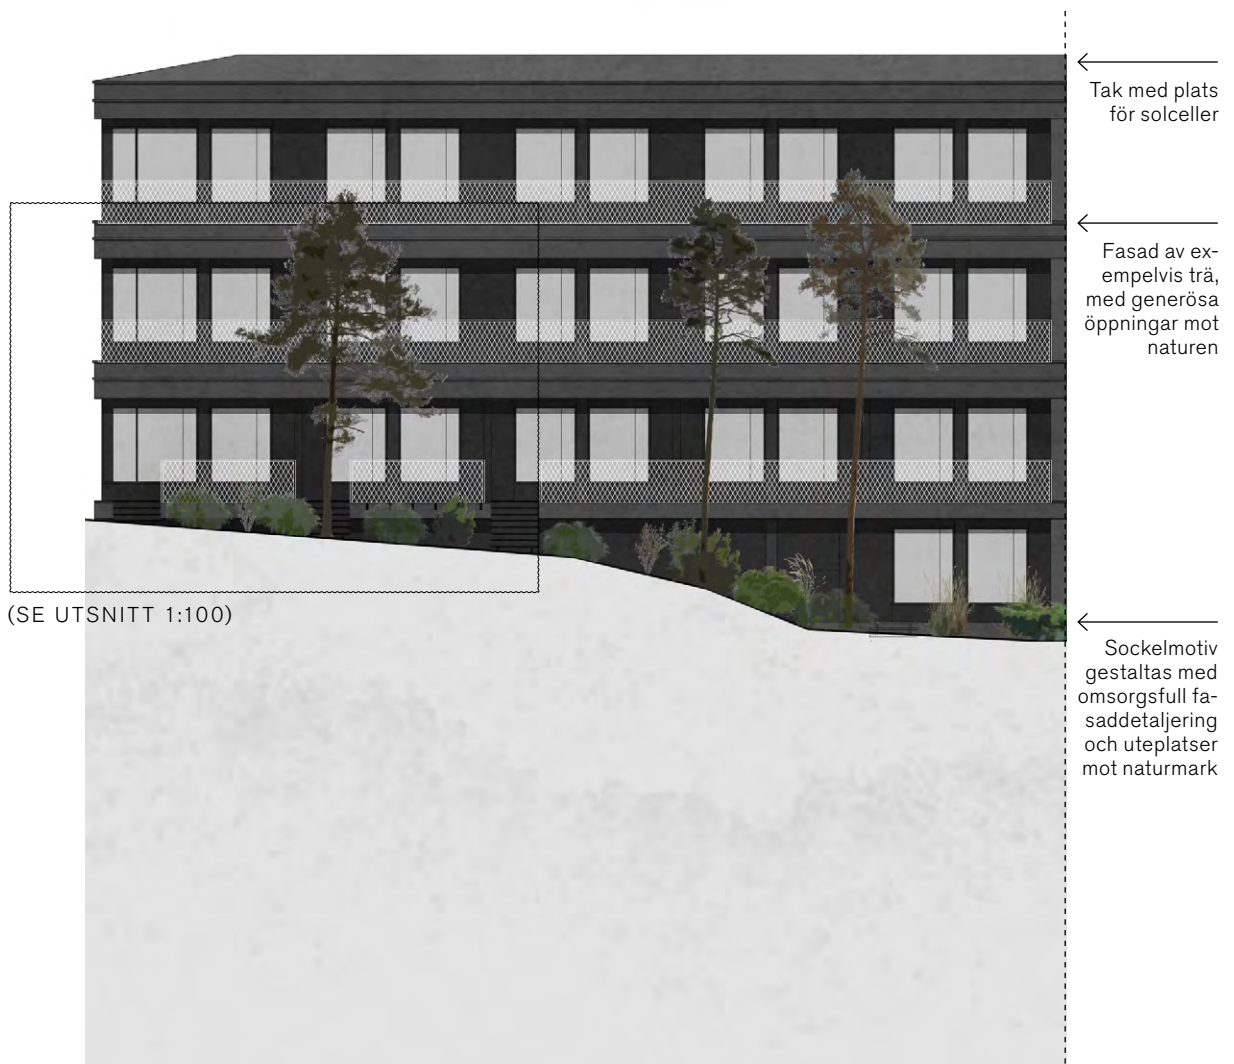 Tak med plats
för solceller
Fasad av ex-
empelvis trä,
med generösa
öppningar mot
naturen
(SE UTSNITT 1:100)
Sockelmotiv
gestaltas med
omsorgsfull fa-
saddetaljering
och uteplatser
mot naturmark